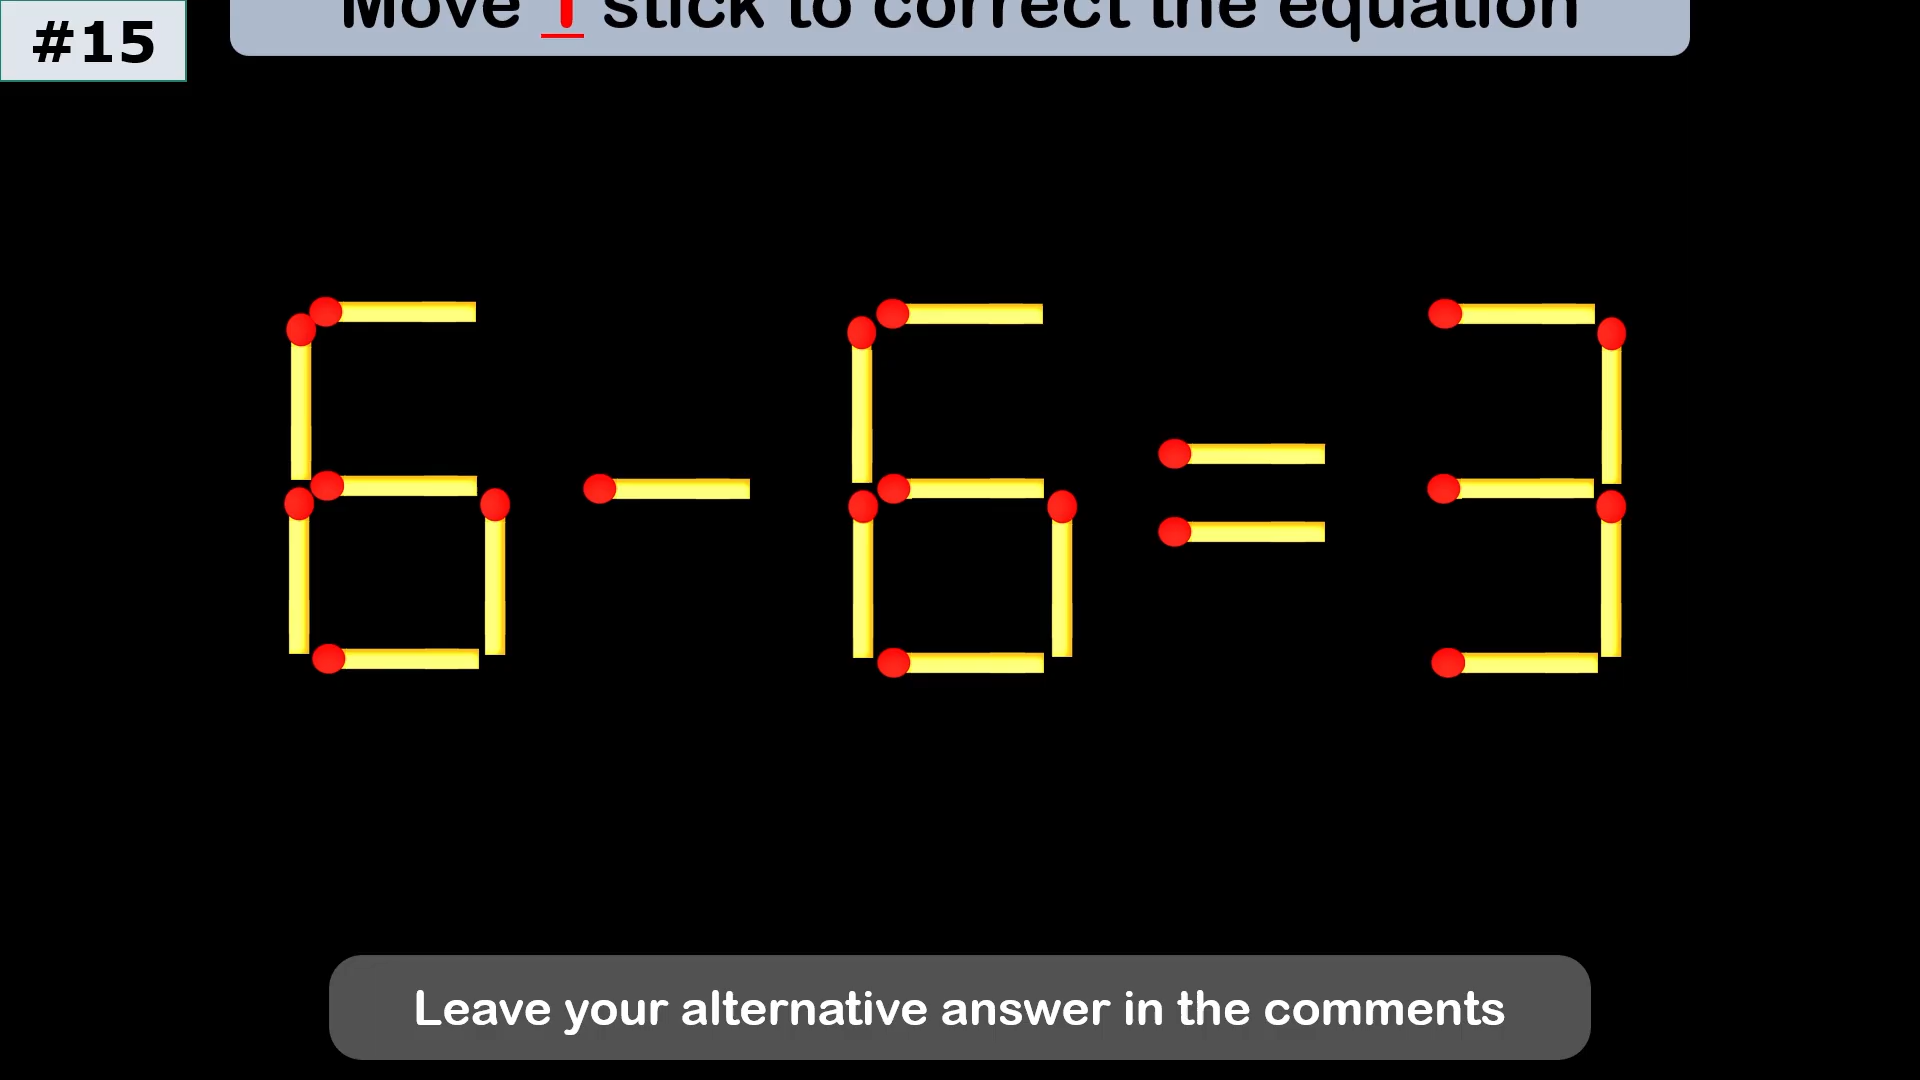 #15
Move 1 stick to correct the equation
6 - 6 = 3
Leave your alternative answer in the comments